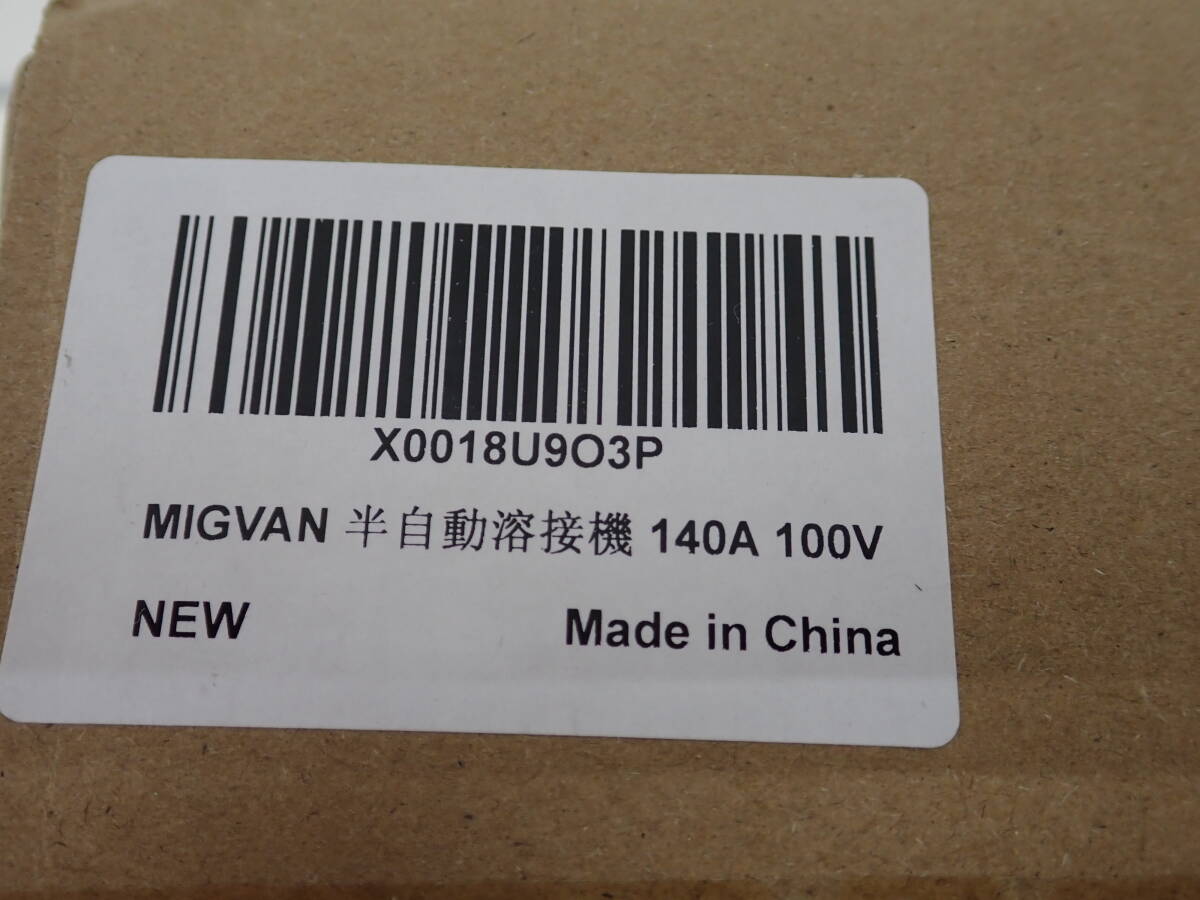 X0018U9O3P
MIGVAN 半自動溶接機 140A 100V
NEW Made in China